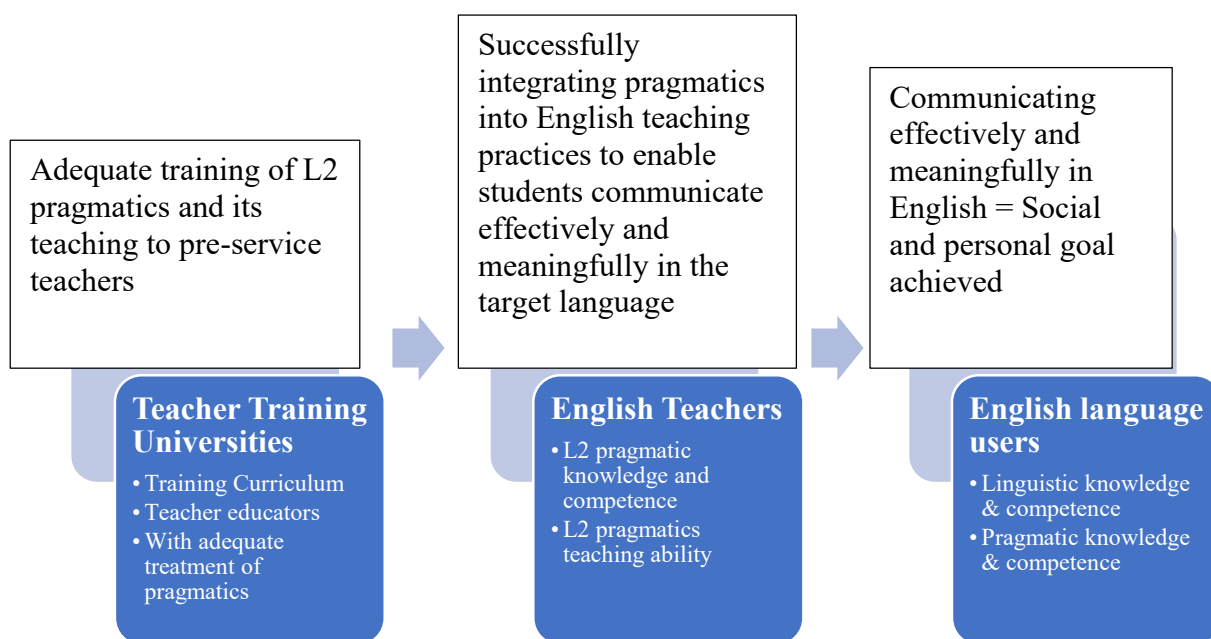 Adequate training of L2
pragmatics and its
teaching to pre-service
teachers
Teacher Training
Universities
• Training Curriculum
• Teacher educators
• With adequate
treatment of
pragmatics
Successfully
integrating pragmatics
into English teaching
practices to enable
students communicate
effectively and
meaningfully in the
target language
English Teachers
• L2 pragmatic
knowledge and
competence
• L2 pragmatics
teaching ability
Communicating
effectively and
meaningfully in
English = Social
and personal goal
achieved
English language
users
• Linguistic knowledge
& competence
• Pragmatic knowledge
& competence